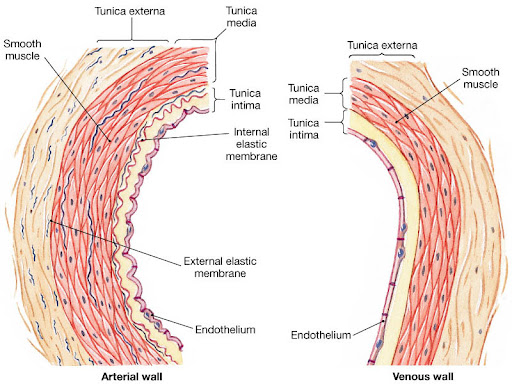 Tunica externa
Tunica
media
Smooth
muscle
Tunica
intima
Internal
elastic
membrane
External elastic
membrane
Endothelium
Arterial wall
Tunica externa
Smooth
muscle
Tunica
media
Tunica
intima
Endothelium
Venous wall